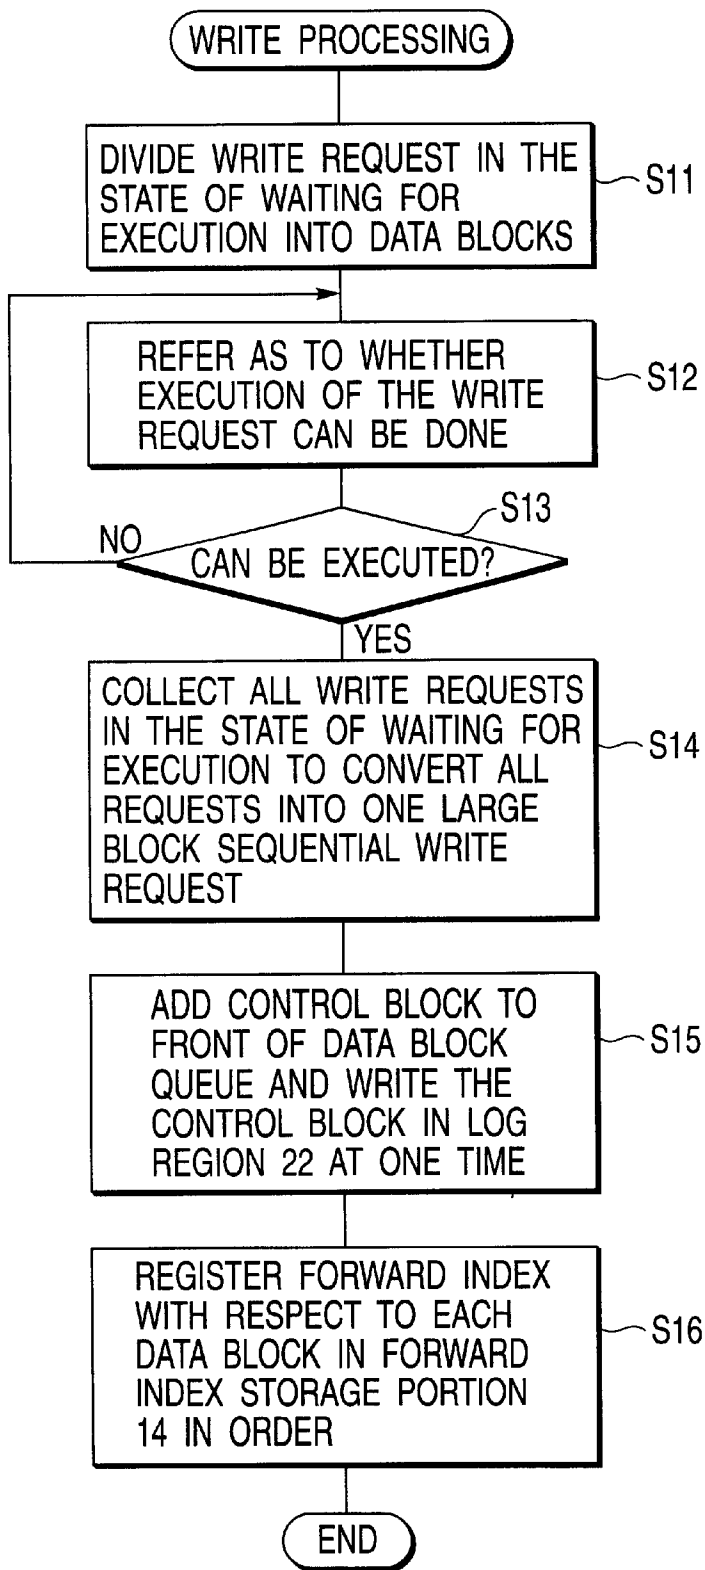 WRITE PROCESSING
DIVIDE WRITE REQUEST IN THE
STATE OF WAITING FOR
EXECUTION INTO DATA BLOCKS
S11
REFER AS TO WHETHER
EXECUTION OF THE WRITE
REQUEST CAN BE DONE
S12
S13
NO
CAN BE EXECUTED?
YES
COLLECT ALL WRITE REQUESTS
IN THE STATE OF WAITING FOR
EXECUTION TO CONVERT ALL
REQUESTS INTO ONE LARGE
BLOCK SEQUENTIAL WRITE
REQUEST
S14
ADD CONTROL BLOCK TO
FRONT OF DATA BLOCK
QUEUE AND WRITE THE
CONTROL BLOCK IN LOG
REGION 22 AT ONE TIME
S15
REGISTER FORWARD INDEX
WITH RESPECT TO EACH
DATA BLOCK IN FORWARD
INDEX STORAGE PORTION
14 IN ORDER
S16
END